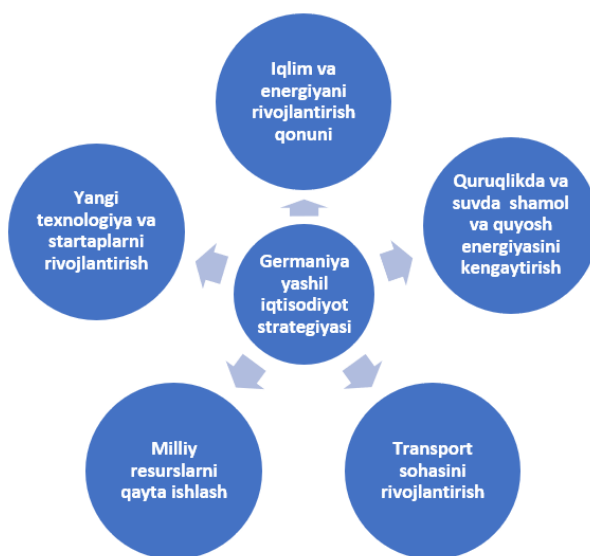 Iqlim va
energiyani
rivojlantirish
qonuni
Quruqlikda va
suvda shamol
va quyosh
energiyasini
kengaytirish
Yangi
texnologiya va
startaplarni
rivojlantirish
Germaniya
yashil
iqtisodiyot
strategiyasi
Milliy
resurslarni
qayta ishlash
Transport
sohasini
rivojlantirish